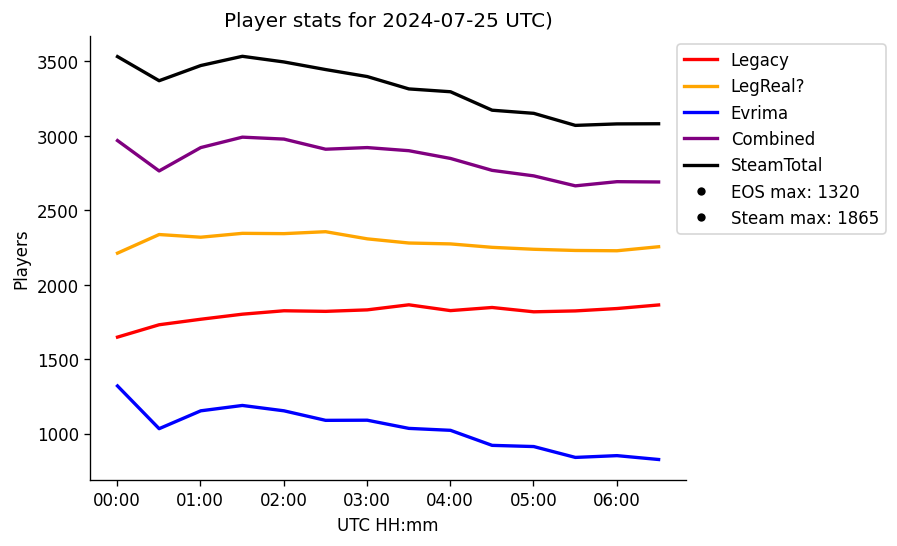 Player stats for 2024-07-25 UTC)
Legacy
LegReal?
Evrima
Combined
SteamTotal
EOS max: 1320
Steam max: 1865
Players
3500
3000
2500
2000
1500
1000
00:00 01:00 02:00 03:00 04:00 05:00 06:00
UTC HH:mm